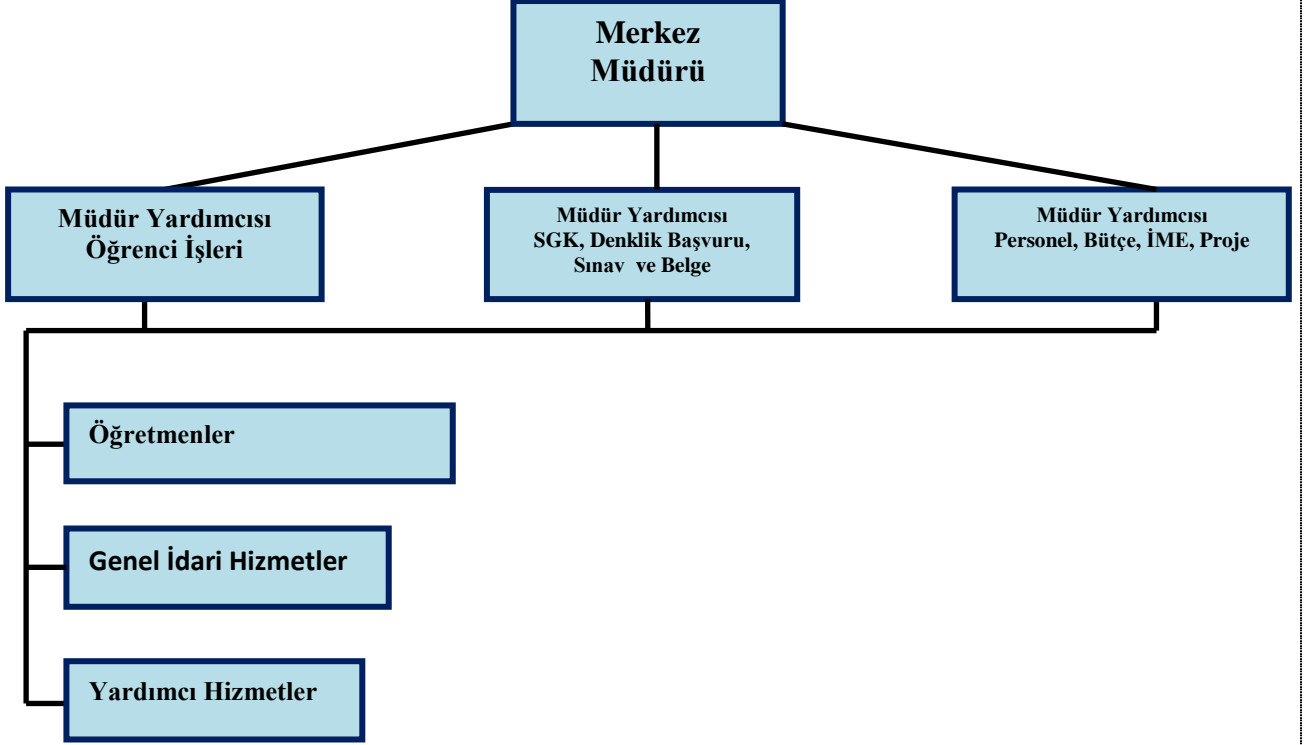 Merkez
Müdürü
Müdür Yardımcısı
Öğrenci İşleri
Müdür Yardımcısı
SGK, Denklik Başvuru,
Sınav ve Belge
Müdür Yardımcısı
Personel, Bütçe, İME, Proje
Öğretmenler
Genel İdari Hizmetler
Yardımcı Hizmetler